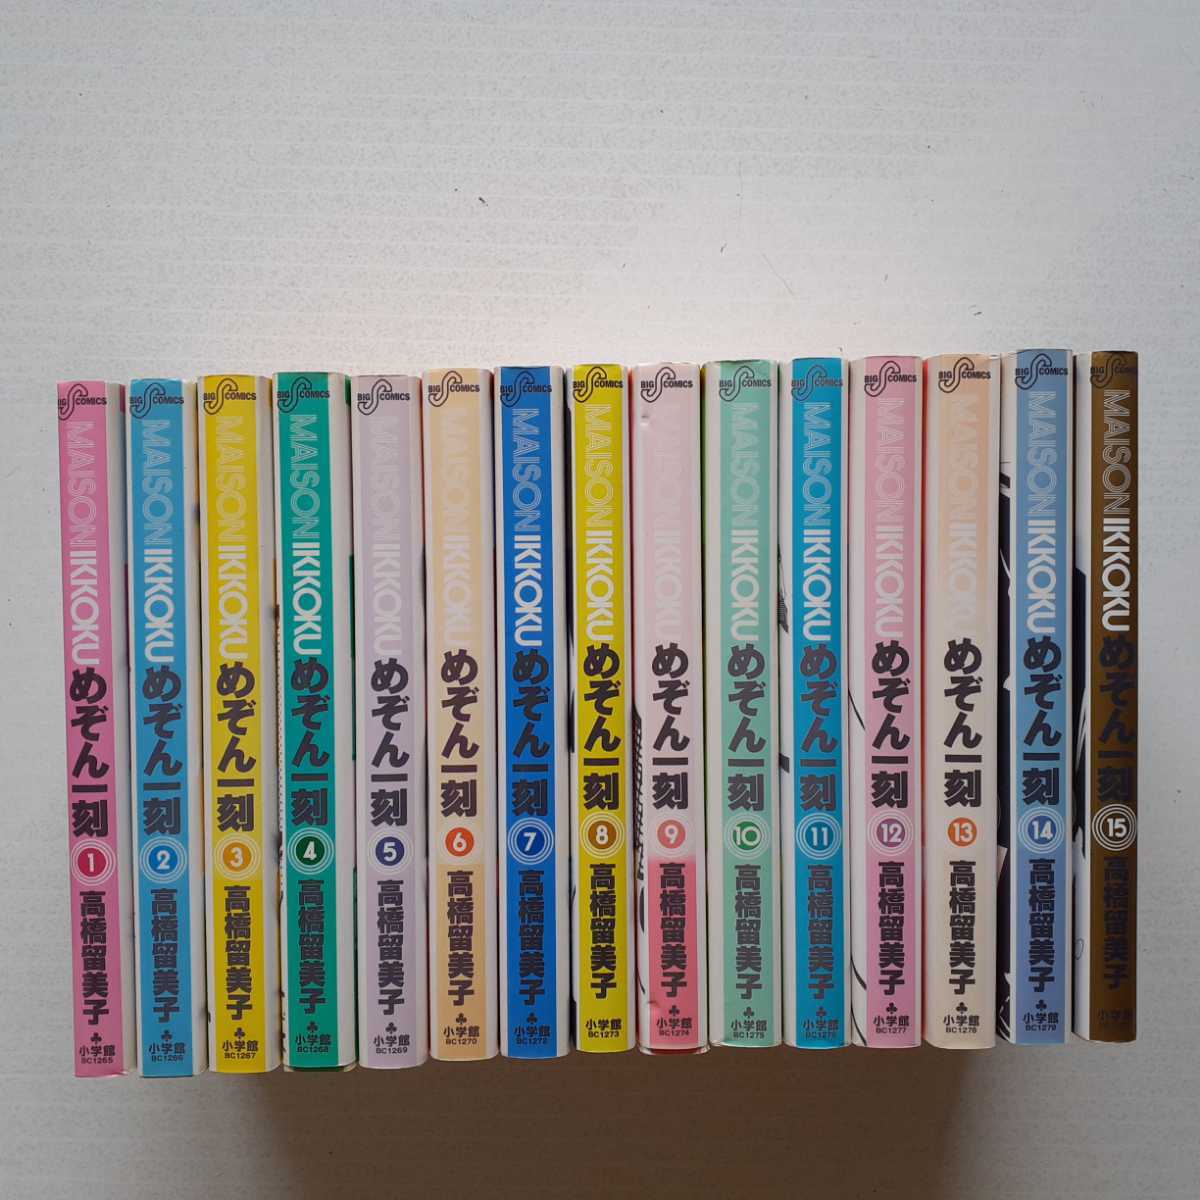 BIG COMICS
MAISON IKKOKU
めぞん一刻
1
高橋留美子
小学館
BC1265
BIG COMICS
MAISON IKKOKU
めぞん一刻
2
高橋留美子
小学館
BC1266
BIG COMICS
MAISON IKKOKU
めぞん一刻
3
高橋留美子
小学館
BC1267
BIG COMICS
MAISON IKKOKU
めぞん一刻
4
高橋留美子
小学館
BC1268
BIG COMICS
MAISON IKKOKU
めぞん一刻
5
高橋留美子
小学館
BC1269
BIG COMICS
MAISON IKKOKU
めぞん一刻
6
高橋留美子
小学館
BC1270
BIG COMICS
MAISON IKKOKU
めぞん一刻
7
高橋留美子
小学館
BC1272
BIG COMICS
MAISON IKKOKU
めぞん一刻
8
高橋留美子
小学館
BC1273
BIG COMICS
MAISON IKKOKU
めぞん一刻
9
高橋留美子
小学館
BC1274
BIG COMICS
MAISON IKKOKU
めぞん一刻
10
高橋留美子
小学館
BC1275
BIG COMICS
MAISON IKKOKU
めぞん一刻
11
高橋留美子
小学館
BC1276
BIG COMICS
MAISON IKKOKU
めぞん一刻
12
高橋留美子
小学館
BC1277
BIG COMICS
MAISON IKKOKU
めぞん一刻
13
高橋留美子
小学館
BC1278
BIG COMICS
MAISON IKKOKU
めぞん一刻
14
高橋留美子
小学館
BC1279
BIG COMICS
MAISON IKKOKU
めぞん一刻
15
高橋留美子
小学館